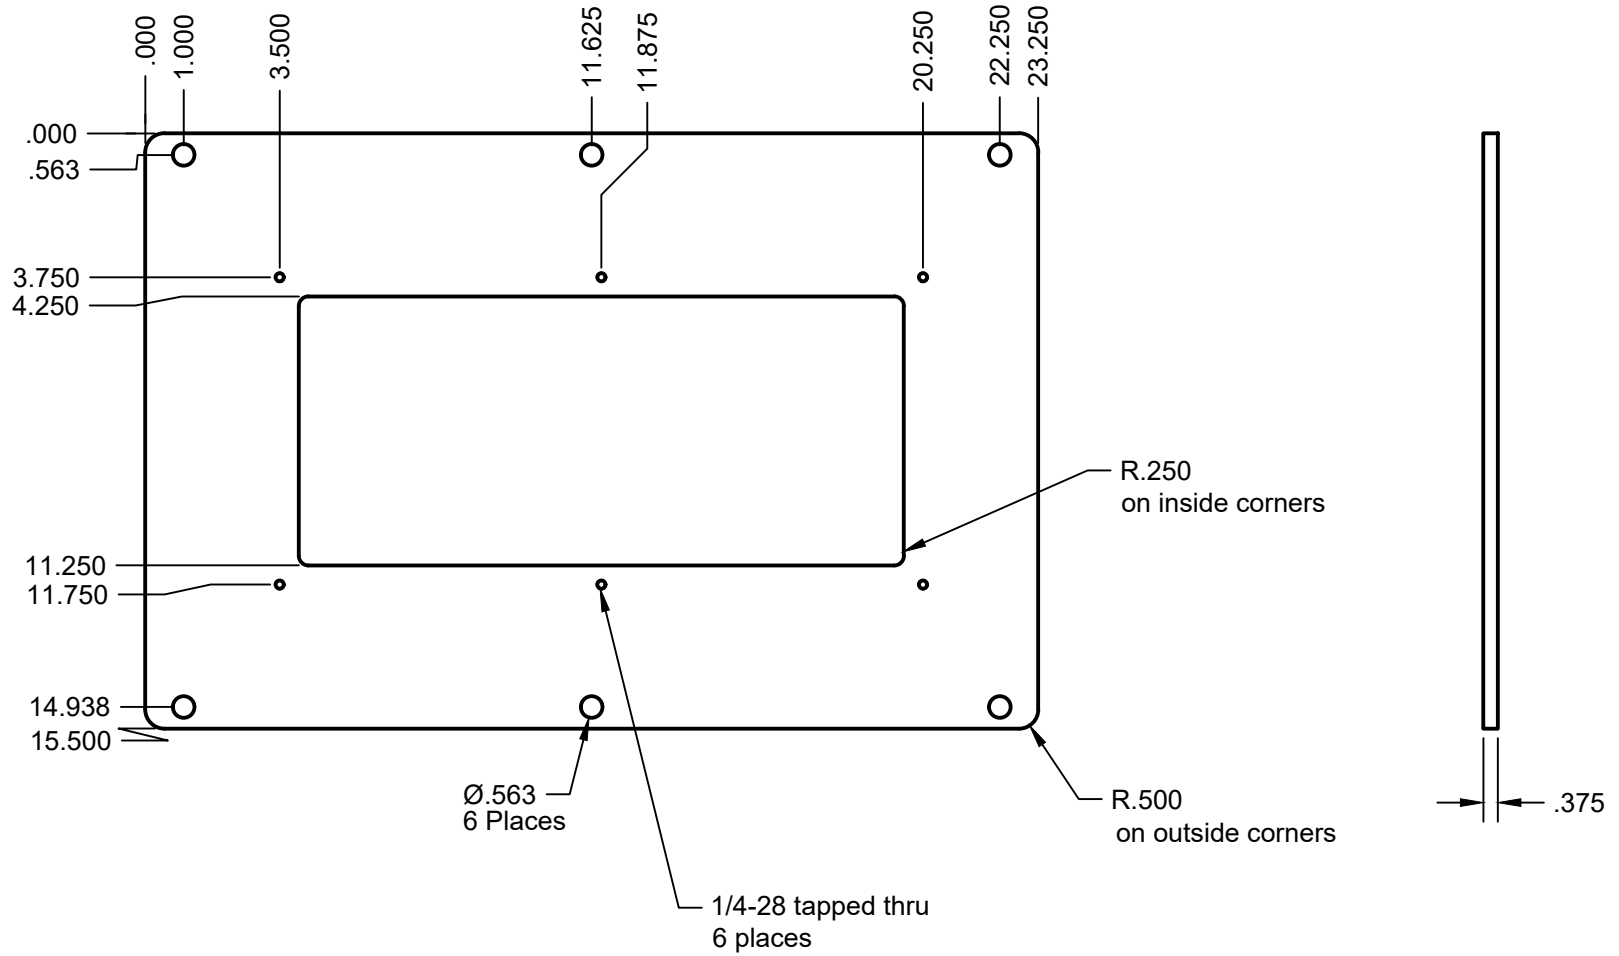 .000
1.000
3.500
11.625
11.875
20.250
22.250
23.250
.000
.563
3.750
4.250
R.250
on inside corners
11.250
11.750
14.938
15.500
Ø.563
6 Places
R.500
on outside corners
.375
1/4-28 tapped thru
6 places